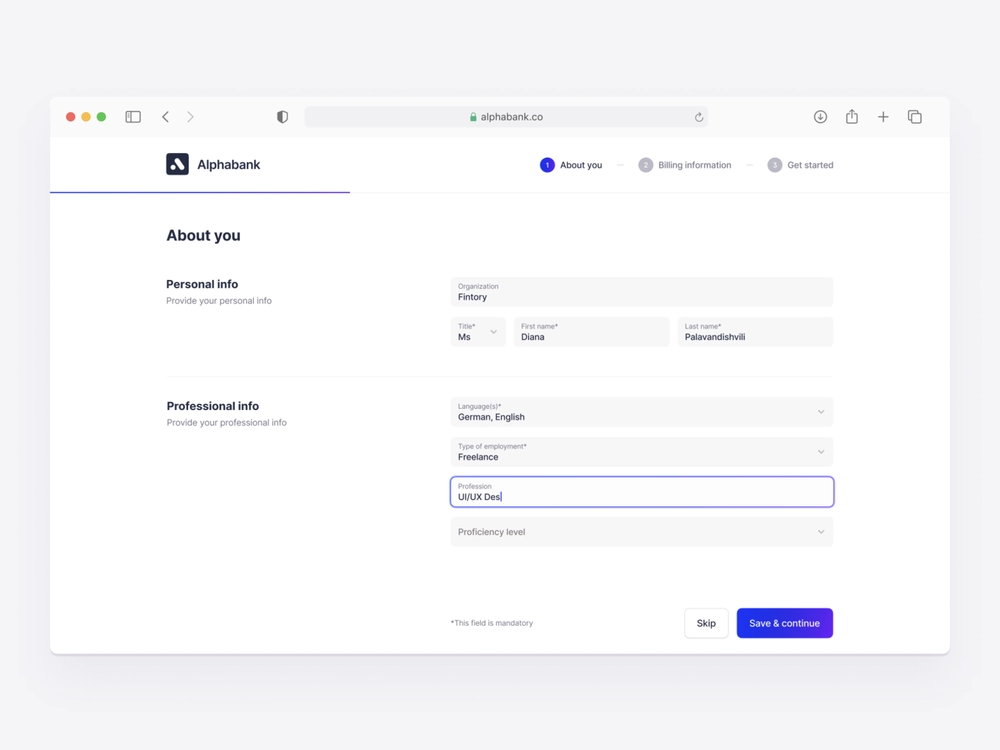 alphabank.co
Alphabank
1 About you
2 Billing information
3 Get started
About you
Personal info
Provide your personal info
Organization
Fintory
Title*
Ms
First name*
Diana
Last name*
Palavandishvili
Professional info
Provide your professional info
Language(s)*
German, English
Type of employment*
Freelance
Profession
UI/UX Des
Proficiency level
*This field is mandatory
Skip
Save & continue